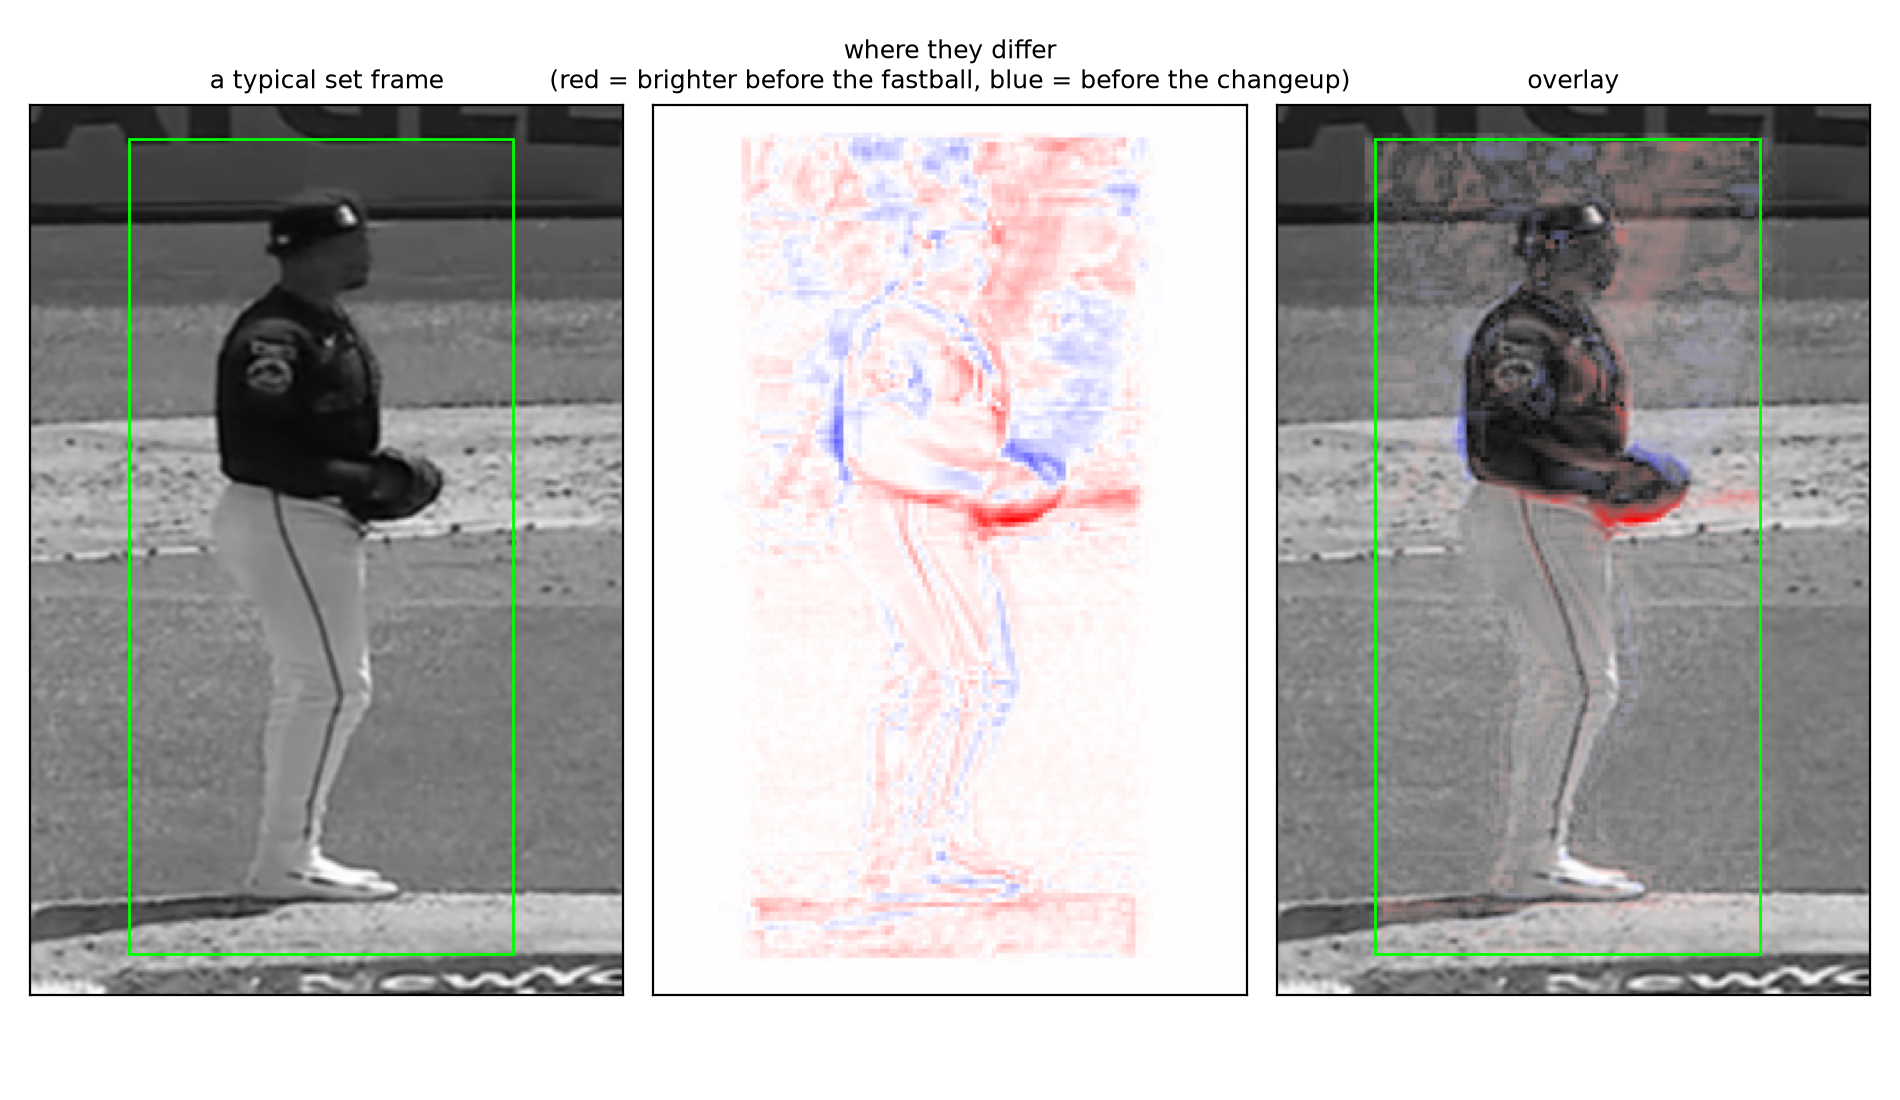 where they differ
a typical set frame
(red = brighter before the fastball, blue = before the changeup)
overlay